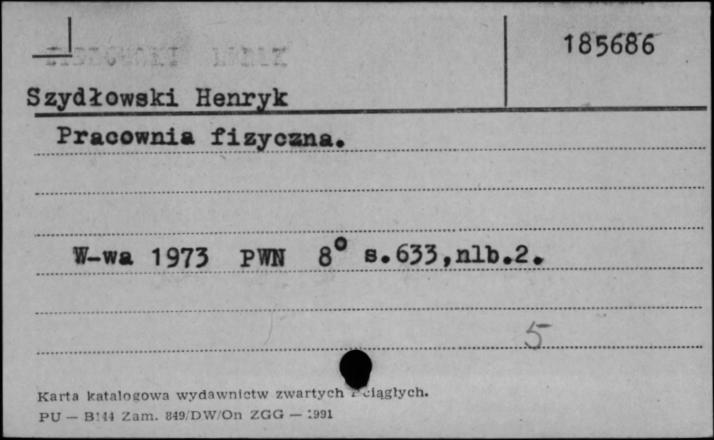 185686
Szydłowski Henryk
Pracownia fizyczna.
W-wa 1973 PWN 8° s.633,nlb.2.
5
Karta katalogowa wydawnictw zwartych ciągłych.
PU — B144 Zam. 849/DW/On ZGG — 1991